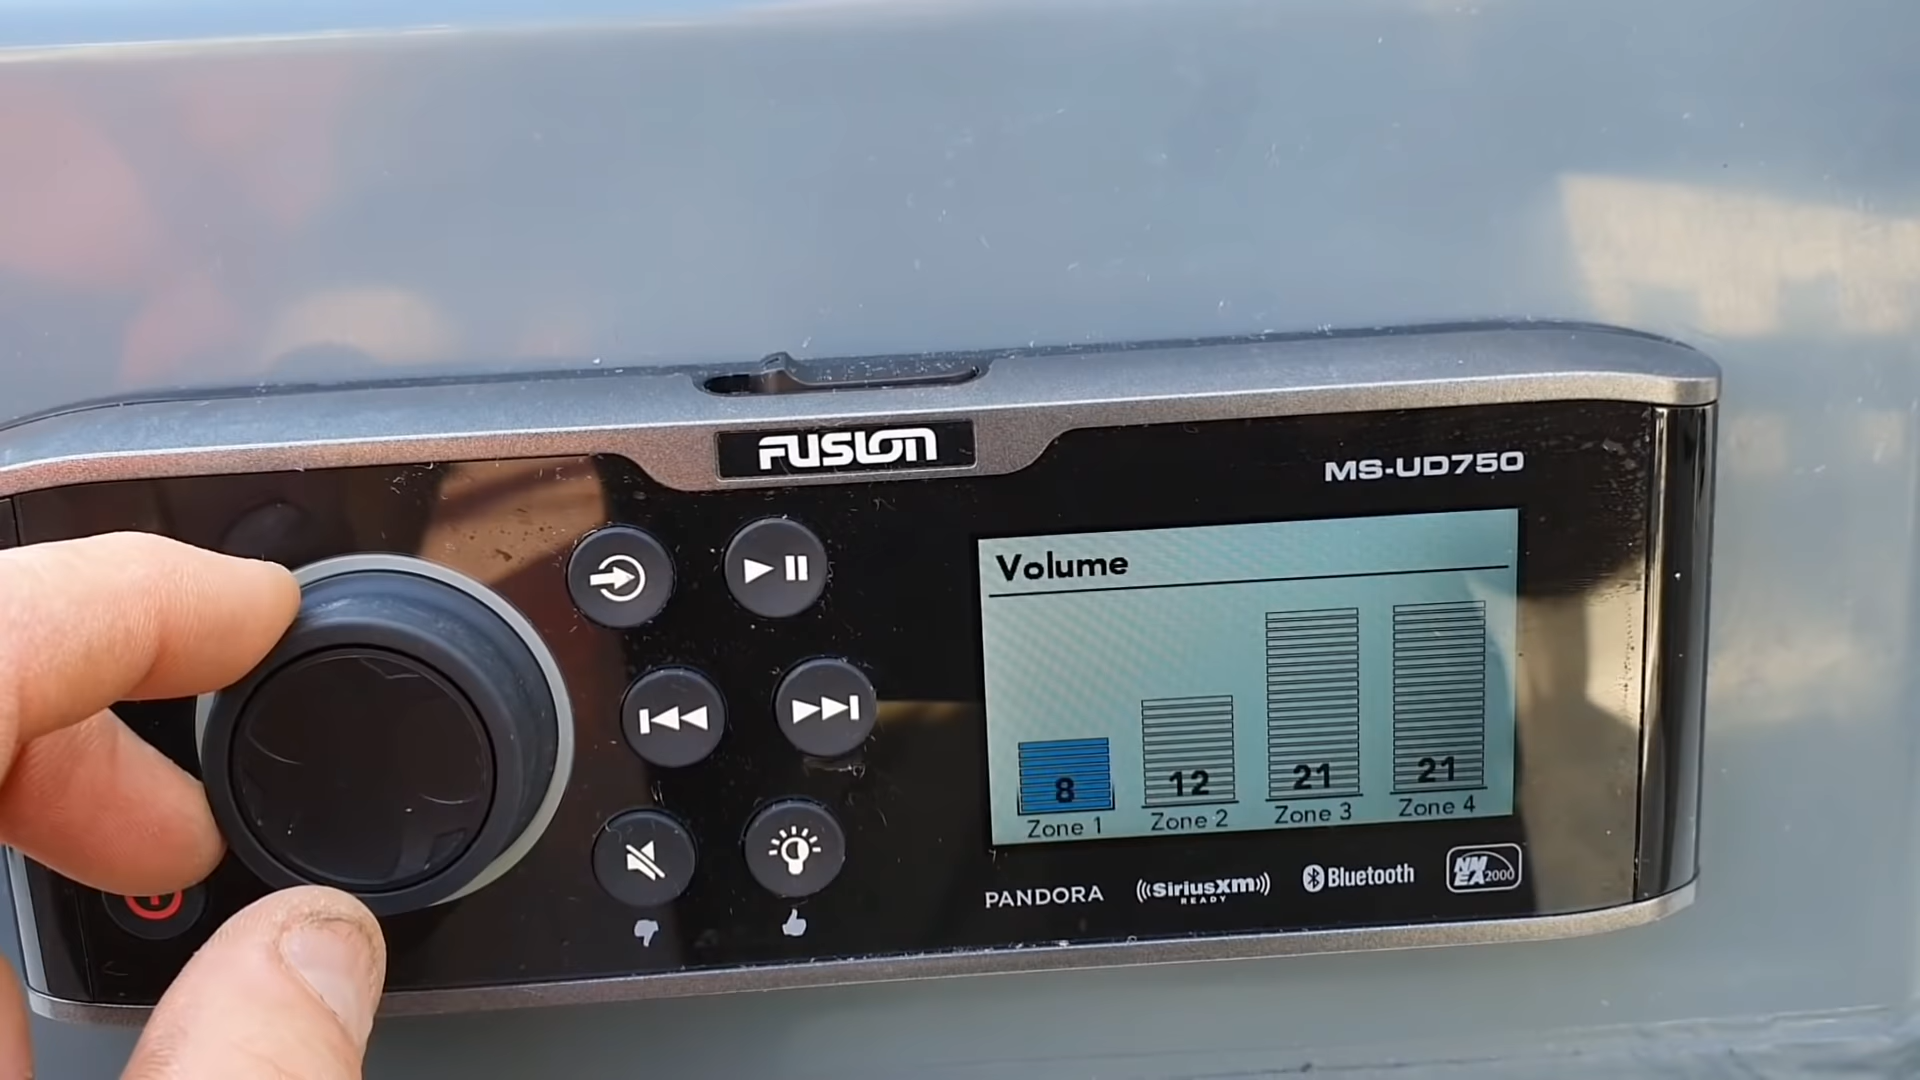 FUSION
MS-UD750
Volume
8
12
21
21
Zone 1
Zone 2
Zone 3
Zone 4
PANDORA
SiriusXM
READY
Bluetooth
NMEA 2000